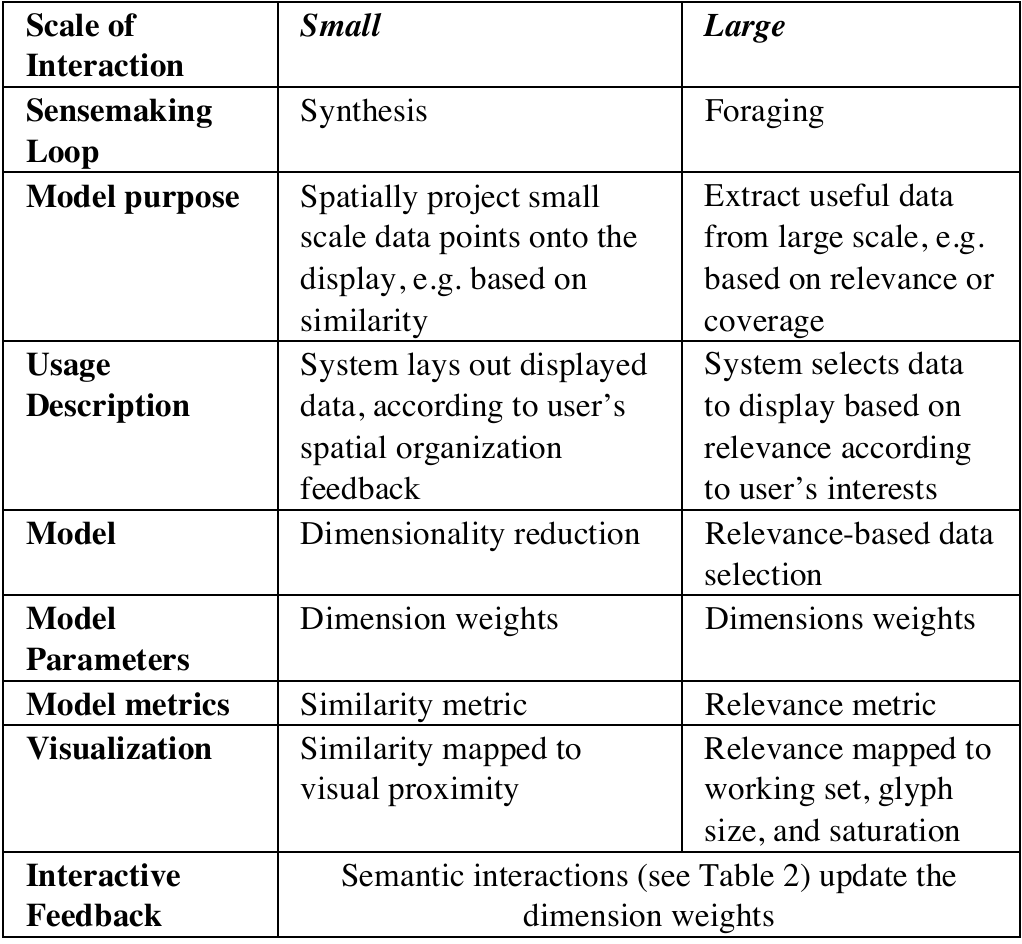 Scale of Interaction
Small
Large
Sensemaking Loop
Synthesis
Foraging
Model purpose
Spatially project small
scale data points onto the
display, e.g. based on
similarity
Extract useful data
from large scale, e.g.
based on relevance or
coverage
Usage
Description
System lays out displayed
data, according to user's
spatial organization
feedback
System selects data
to display based on
relevance according
to user's interests
Model
Dimensionality reduction
Relevance-based data
selection
Model
Parameters
Dimension weights
Dimensions weights
Model metrics
Similarity metric
Relevance metric
Visualization
Similarity mapped to
visual proximity
Relevance mapped to
working set, glyph
size, and saturation
Interactive
Feedback
Semantic interactions (see Table 2) update the
dimension weights